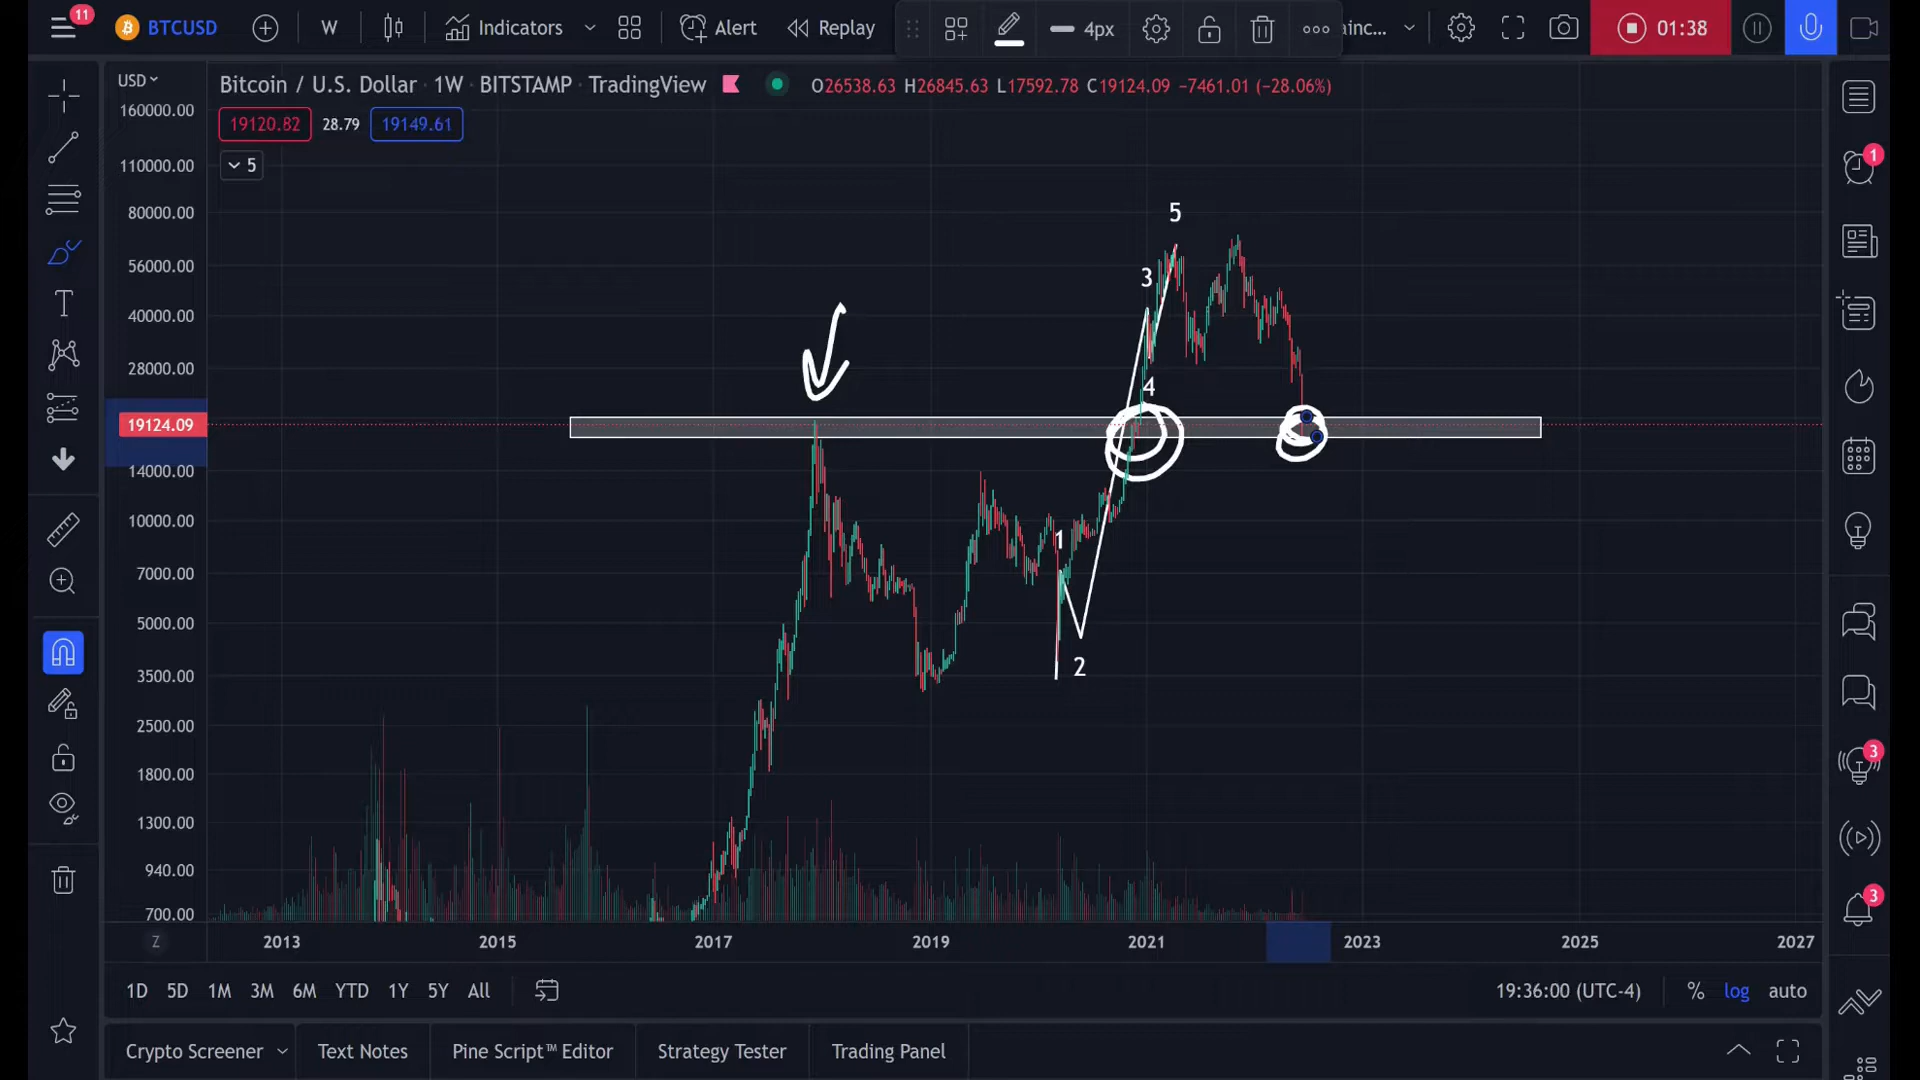 11
BTCUSD
W
Indicators
Alert
Replay
4px
ainc...
01:38
USD
Bitcoin / U.S. Dollar · 1W · BITSTAMP · TradingView
O26538.63 H26845.63 L17592.78 C19124.09 −7461.01 (−28.06%)
19120.82 28.79 19149.61
5
160000.00
110000.00
80000.00
56000.00
40000.00
28000.00
19124.09
14000.00
10000.00
7000.00
5000.00
3500.00
2500.00
1800.00
1300.00
940.00
700.00
5
3
4
1
2
1
3
3
Z
2013 2015 2017 2019 2021 2023 2025 2027
1D 5D 1M 3M 6M YTD 1Y 5Y All
19:36:00 (UTC-4) % log auto
Crypto Screener Text Notes Pine Script™ Editor Strategy Tester Trading Panel